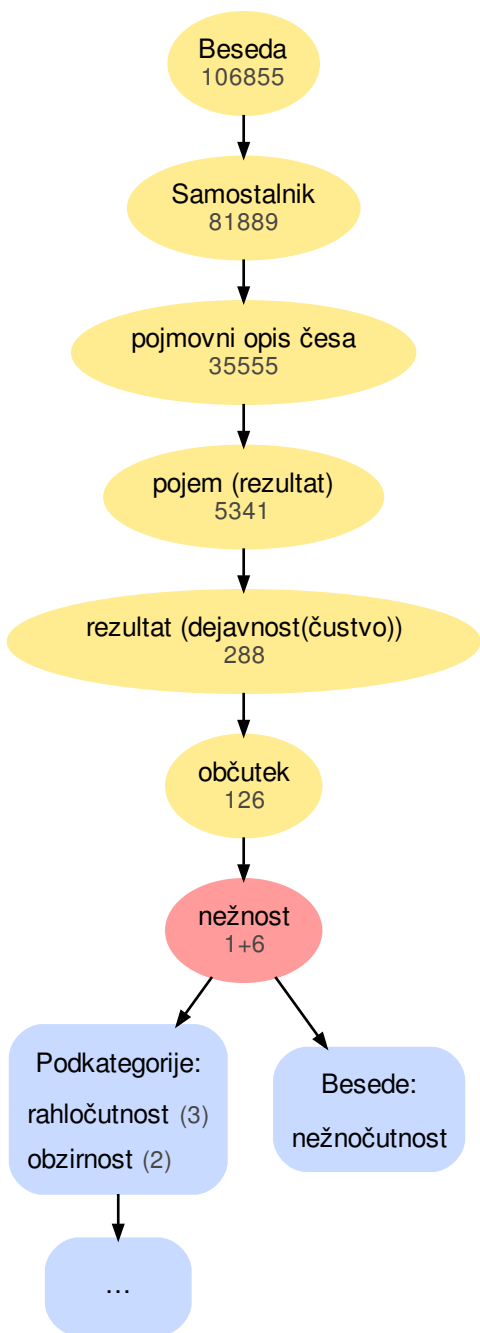 Beseda
106855
Samostalnik
81889
pojmovni opis česa
35555
pojem (rezultat)
5341
rezultat (dejavnost(čustvo))
288
občutek
126
nežnost
1+6
Podkategorije:
rahločutnost (3)
obzirnost (2)
Besede:
nežnočutnost
...